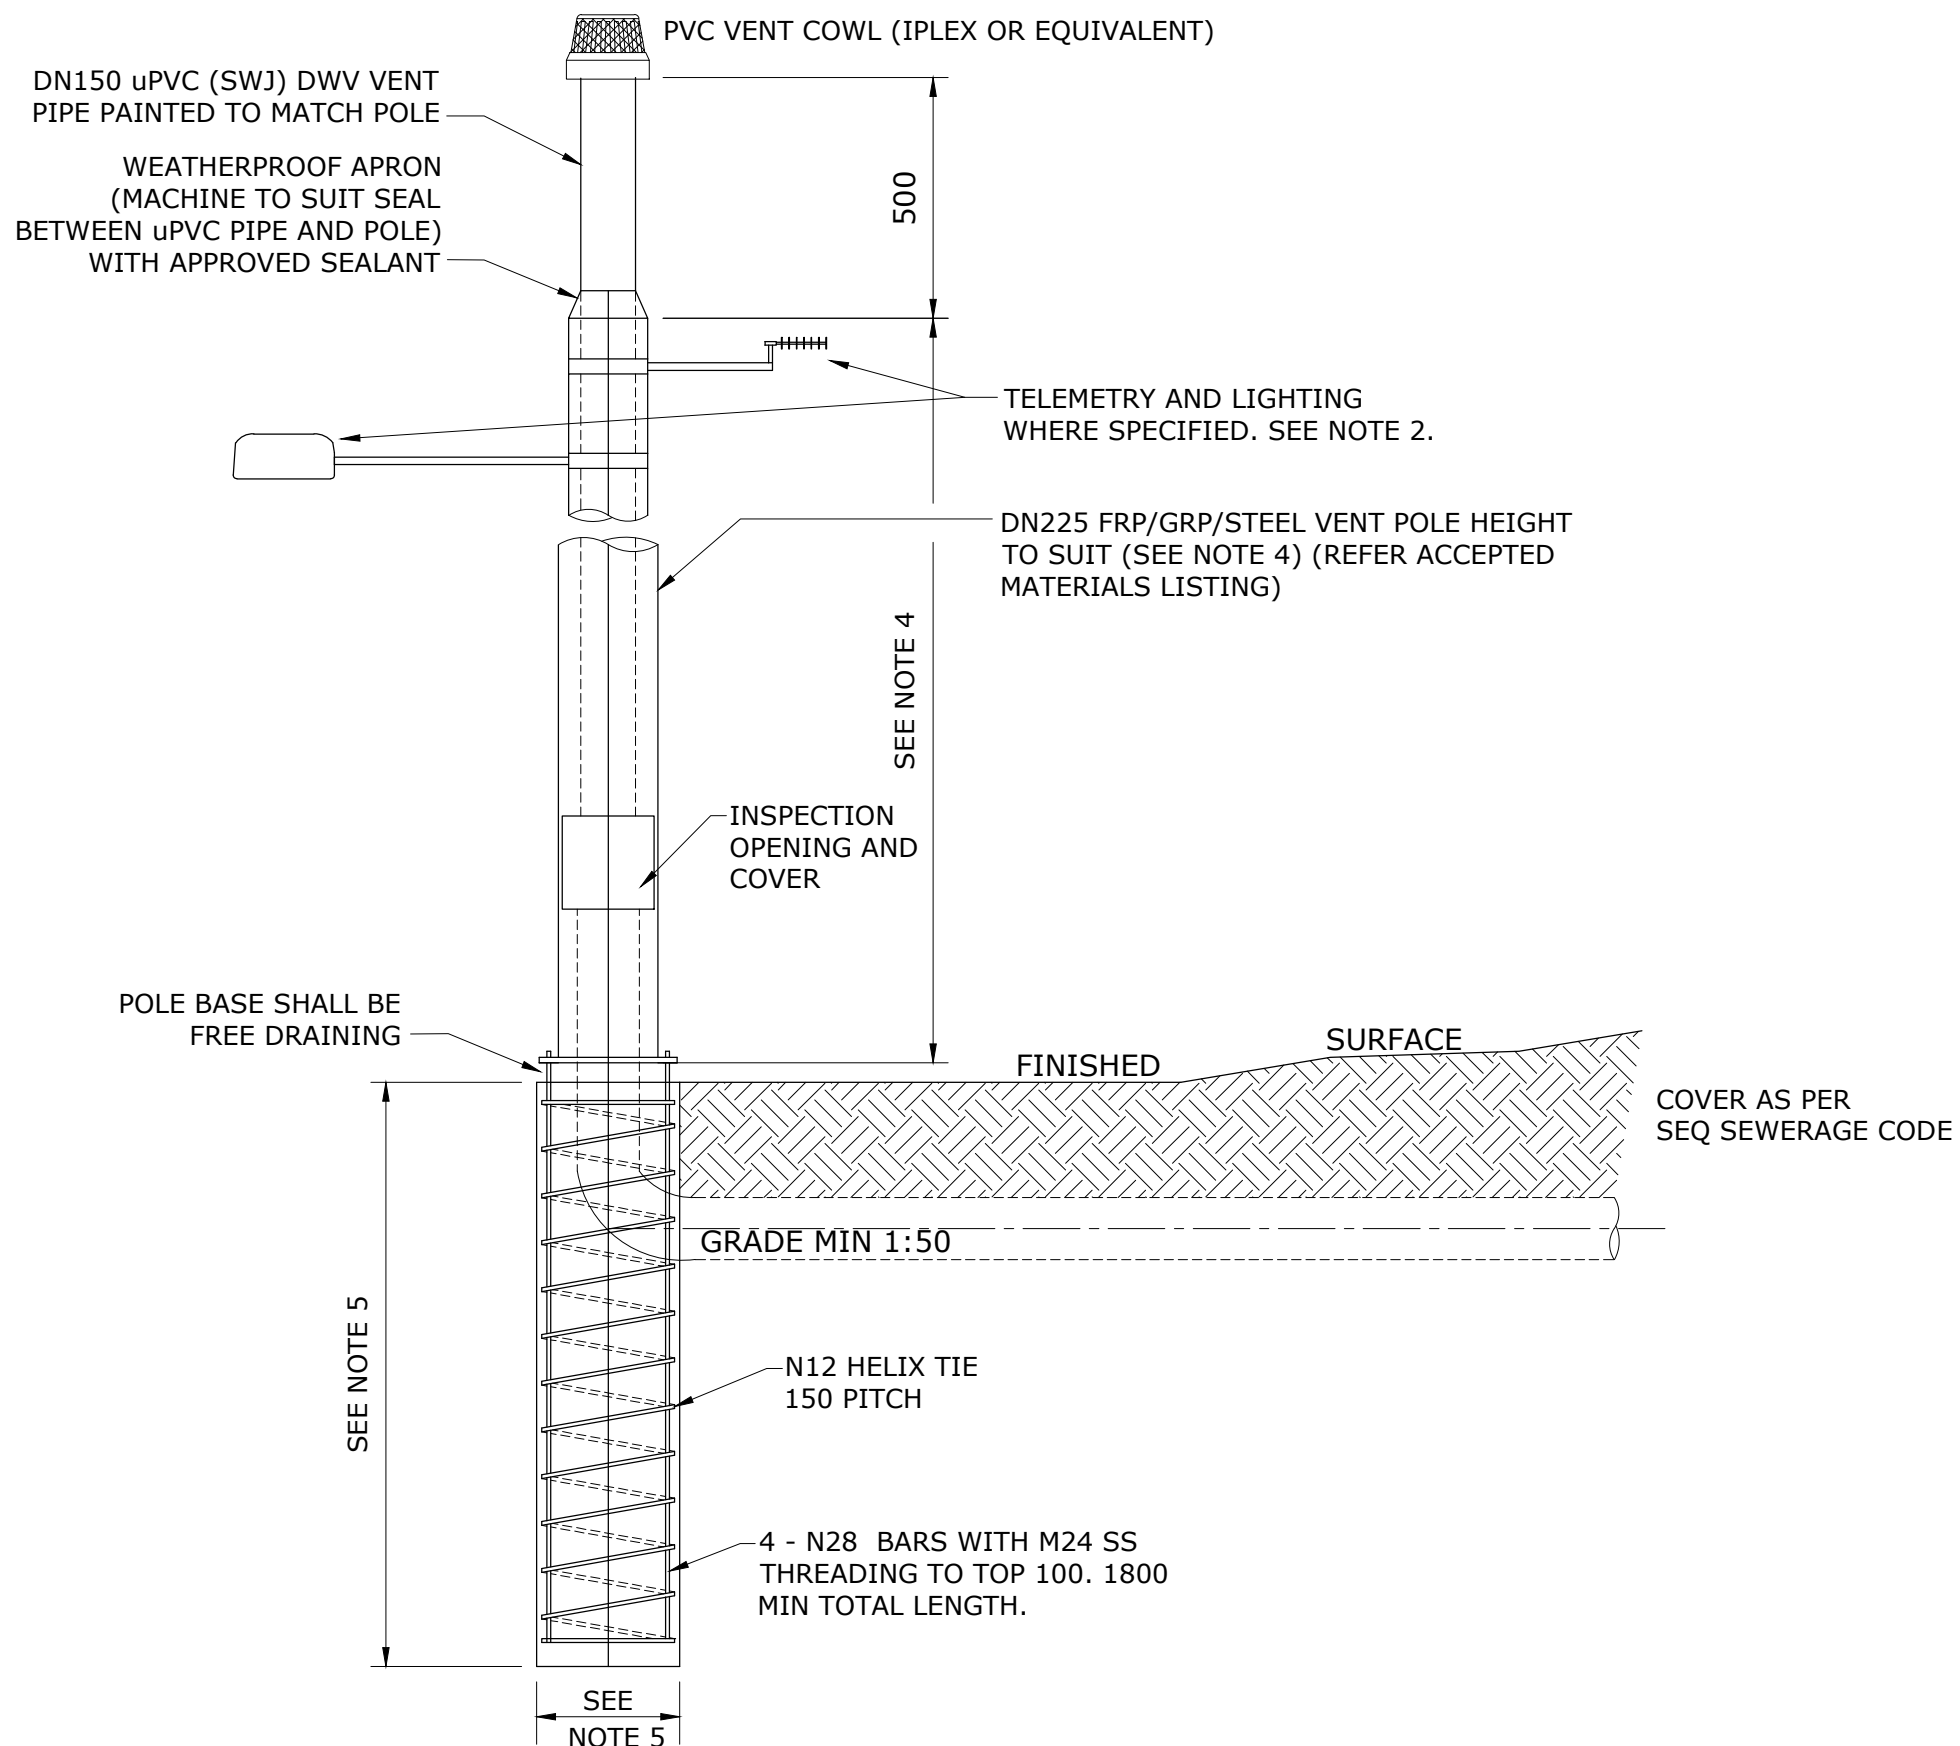 PVC VENT COWL (IPLEX OR EQUIVALENT)
DN150 uPVC (SWJ) DWV VENT
PIPE PAINTED TO MATCH POLE
WEATHERPROOF APRON
(MACHINE TO SUIT SEAL
BETWEEN uPVC PIPE AND POLE)
WITH APPROVED SEALANT
500
TELEMETRY AND LIGHTING
WHERE SPECIFIED. SEE NOTE 2.
DN225 FRP/GRP/STEEL VENT POLE HEIGHT
TO SUIT (SEE NOTE 4) (REFER ACCEPTED
MATERIALS LISTING)
SEE NOTE 4
INSPECTION
OPENING AND
COVER
POLE BASE SHALL BE
FREE DRAINING
FINISHED
SURFACE
COVER AS PER
SEQ SEWERAGE CODE
GRADE MIN 1:50
SEE NOTE 5
N12 HELIX TIE
150 PITCH
4 - N28 BARS WITH M24 SS
THREADING TO TOP 100. 1800
MIN TOTAL LENGTH.
SEE
NOTE 5